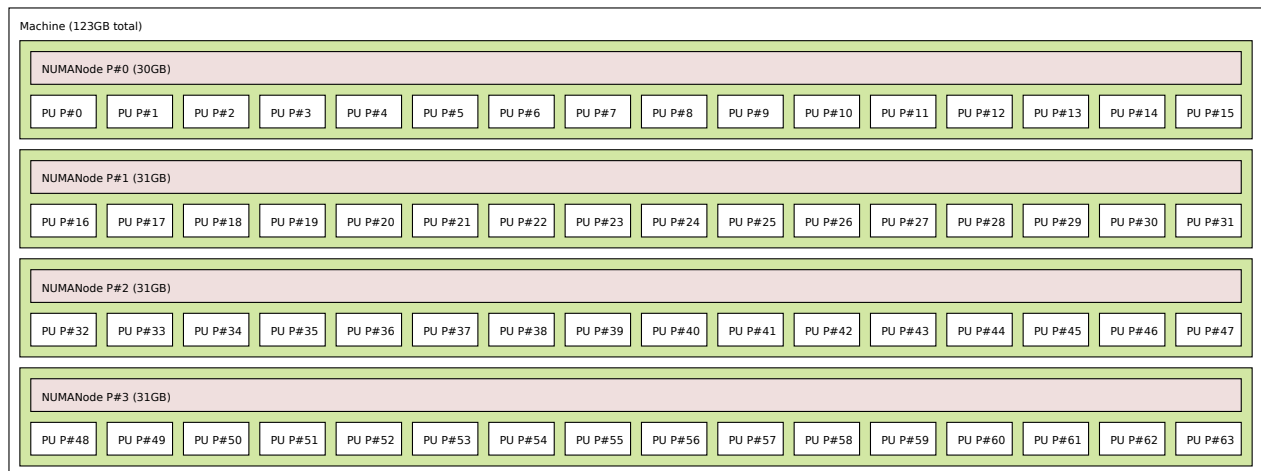 Machine (123GB total)
NUMANode P#0 (30GB)
PU P#0 PU P#1 PU P#2 PU P#3 PU P#4 PU P#5 PU P#6 PU P#7 PU P#8 PU P#9 PU P#10 PU P#11 PU P#12 PU P#13 PU P#14 PU P#15
NUMANode P#1 (31GB)
PU P#16 PU P#17 PU P#18 PU P#19 PU P#20 PU P#21 PU P#22 PU P#23 PU P#24 PU P#25 PU P#26 PU P#27 PU P#28 PU P#29 PU P#30 PU P#31
NUMANode P#2 (31GB)
PU P#32 PU P#33 PU P#34 PU P#35 PU P#36 PU P#37 PU P#38 PU P#39 PU P#40 PU P#41 PU P#42 PU P#43 PU P#44 PU P#45 PU P#46 PU P#47
NUMANode P#3 (31GB)
PU P#48 PU P#49 PU P#50 PU P#51 PU P#52 PU P#53 PU P#54 PU P#55 PU P#56 PU P#57 PU P#58 PU P#59 PU P#60 PU P#61 PU P#62 PU P#63